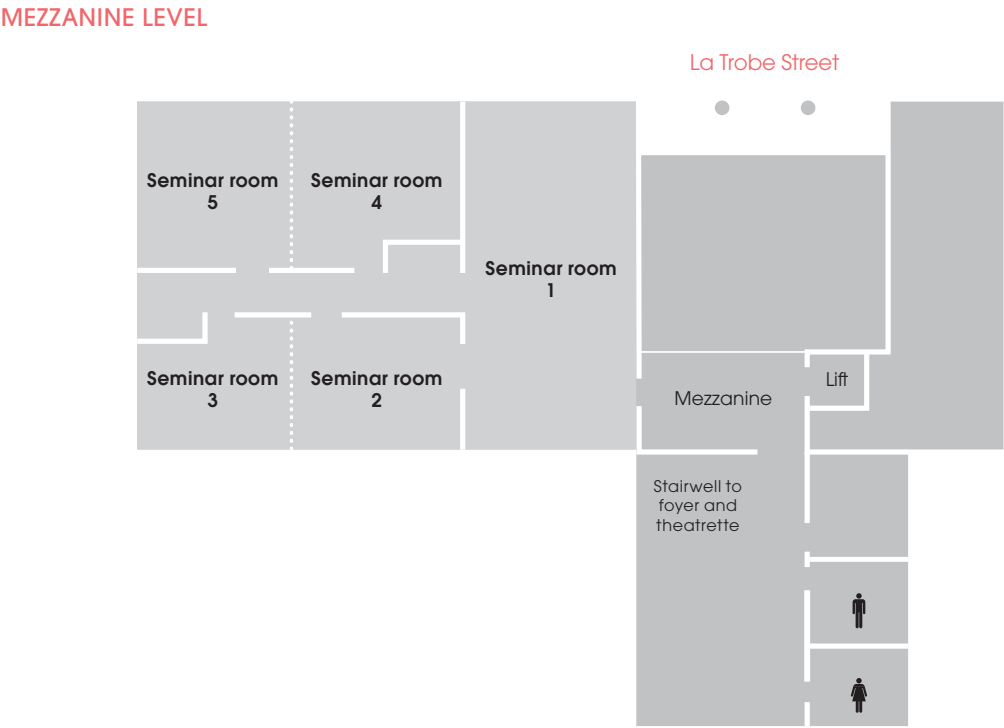 MEZZANINE LEVEL
La Trobe Street
Seminar room
5
Seminar room
4
Seminar room
1
Seminar room
3
Seminar room
2
Mezzanine
Lift
Stairwell to
foyer and
theatrette